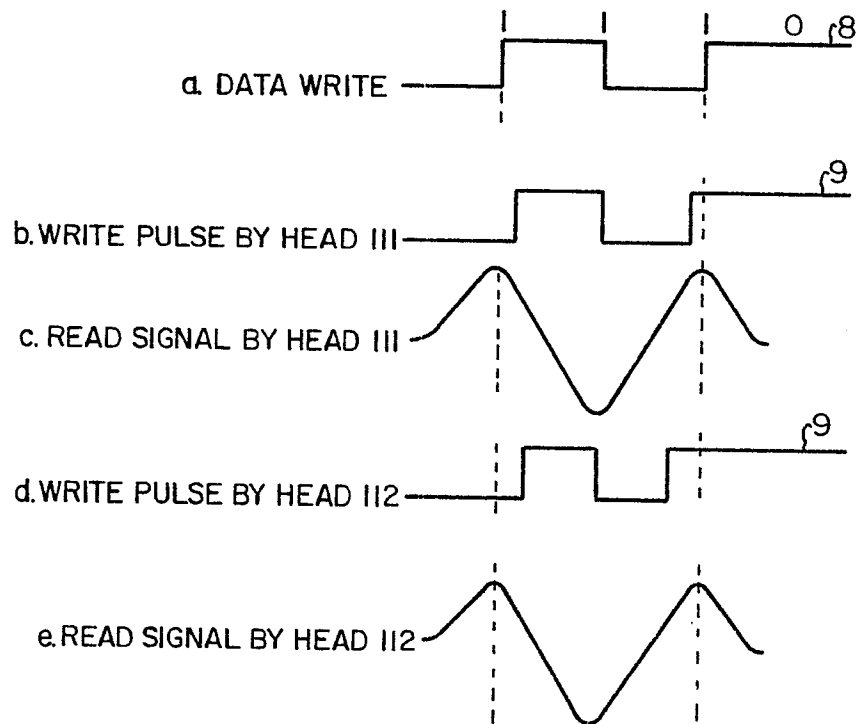 | | | 0 8
a. DATA WRITE
9
b. WRITE PULSE BY HEAD 111
c. READ SIGNAL BY HEAD 111
9
d. WRITE PULSE BY HEAD 112
e. READ SIGNAL BY HEAD 112